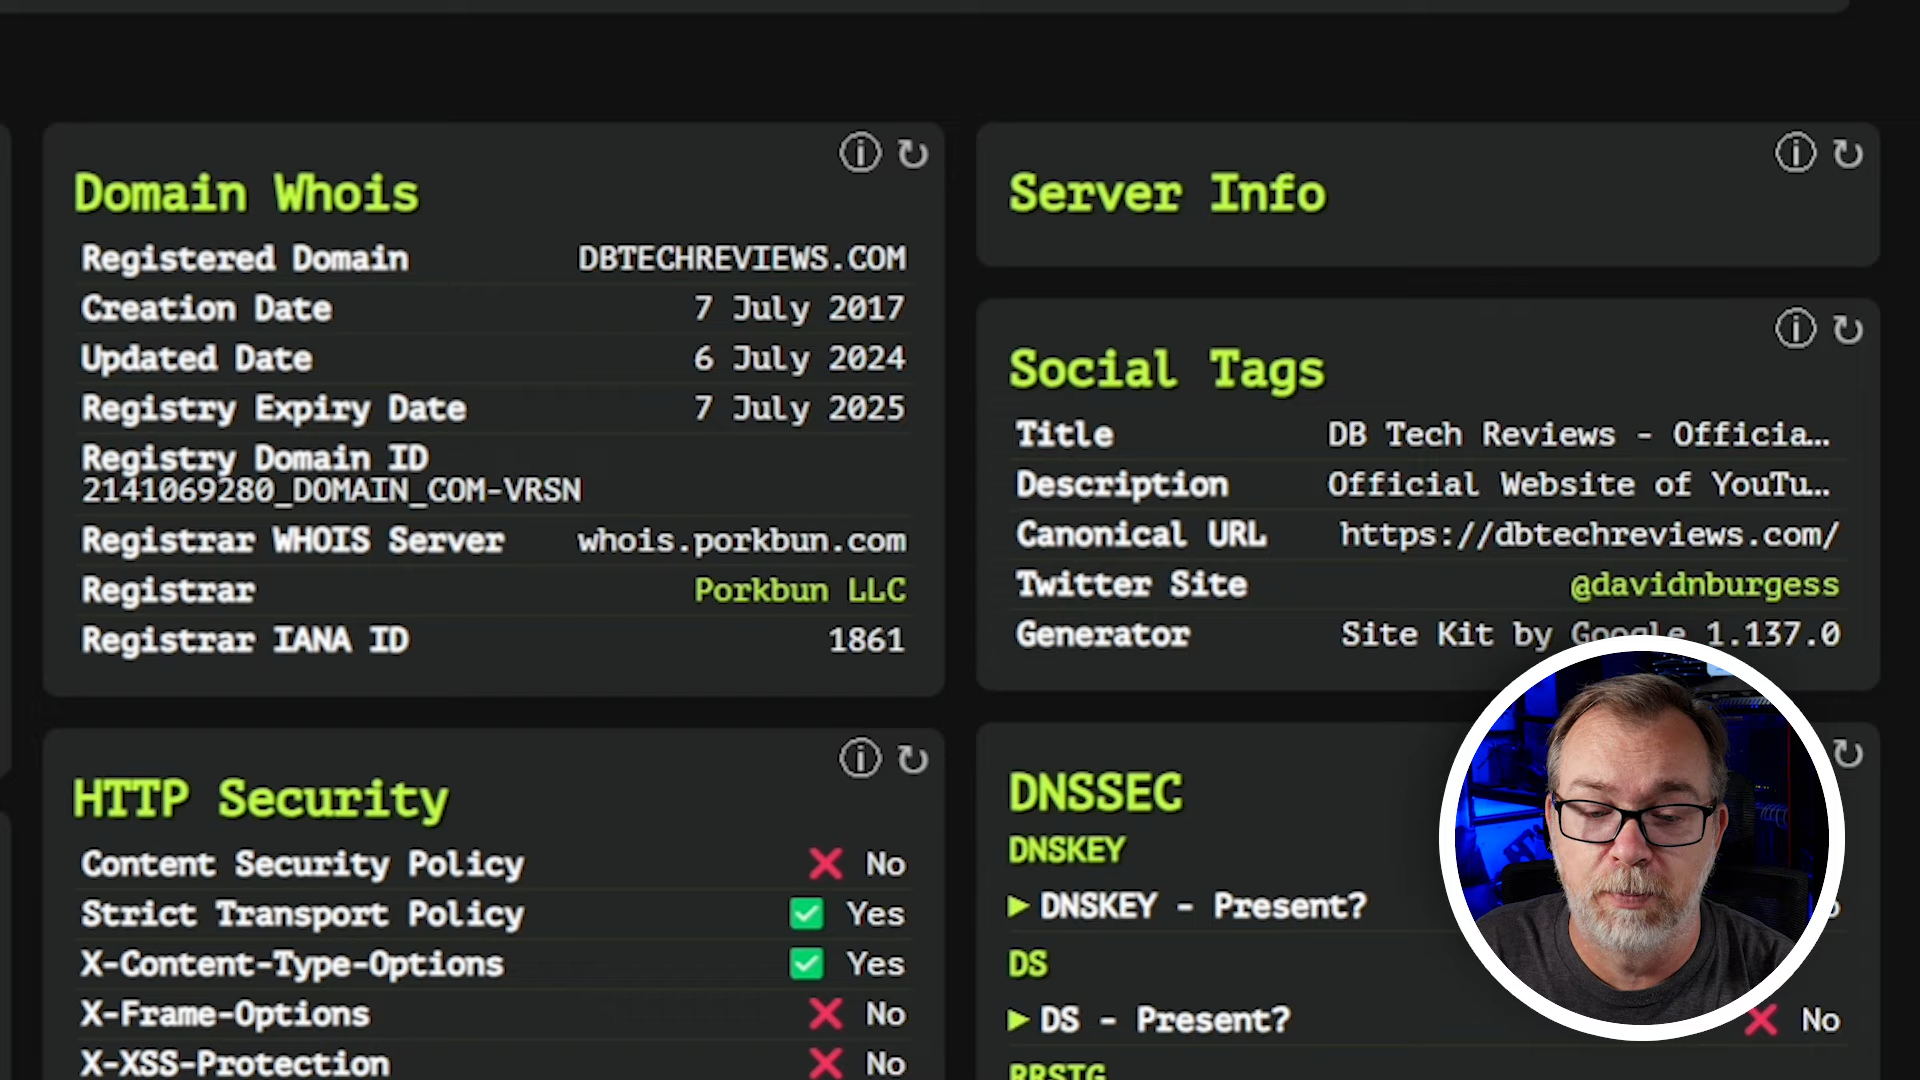 Domain Whois
Registered Domain DBTECHREVIEWS.COM
Creation Date 7 July 2017
Updated Date 6 July 2024
Registry Expiry Date 7 July 2025
Registry Domain ID
2141069280_DOMAIN_COM-VRSN
Registrar WHOIS Server whois.porkbun.com
Registrar Porkbun LLC
Registrar IANA ID 1861
HTTP Security
Content Security Policy ❌ No
Strict Transport Policy ✅ Yes
X-Content-Type-Options ✅ Yes
X-Frame-Options ❌ No
X-XSS-Protection ❌ No
Server Info
Social Tags
Title DB Tech Reviews - Officia…
Description Official Website of YouTu…
Canonical URL https://dbtechreviews.com/
Twitter Site @davidnburgess
Generator Site Kit by Google 1.137.0
DNSSEC
DNSKEY
► DNSKEY - Present?
DS
► DS - Present? ❌ No